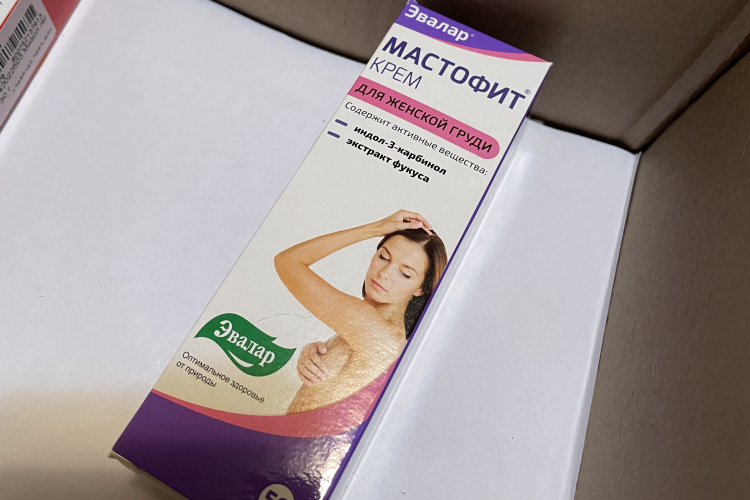 Эвалар®
МАСТОФИТ®
КРЕМ
ДЛЯ ЖЕНСКОЙ ГРУДИ
Содержит активные вещества:
– индол-3-карбинол
– экстракт фукуса
Эвалар
Оптимальное здоровье
от природы